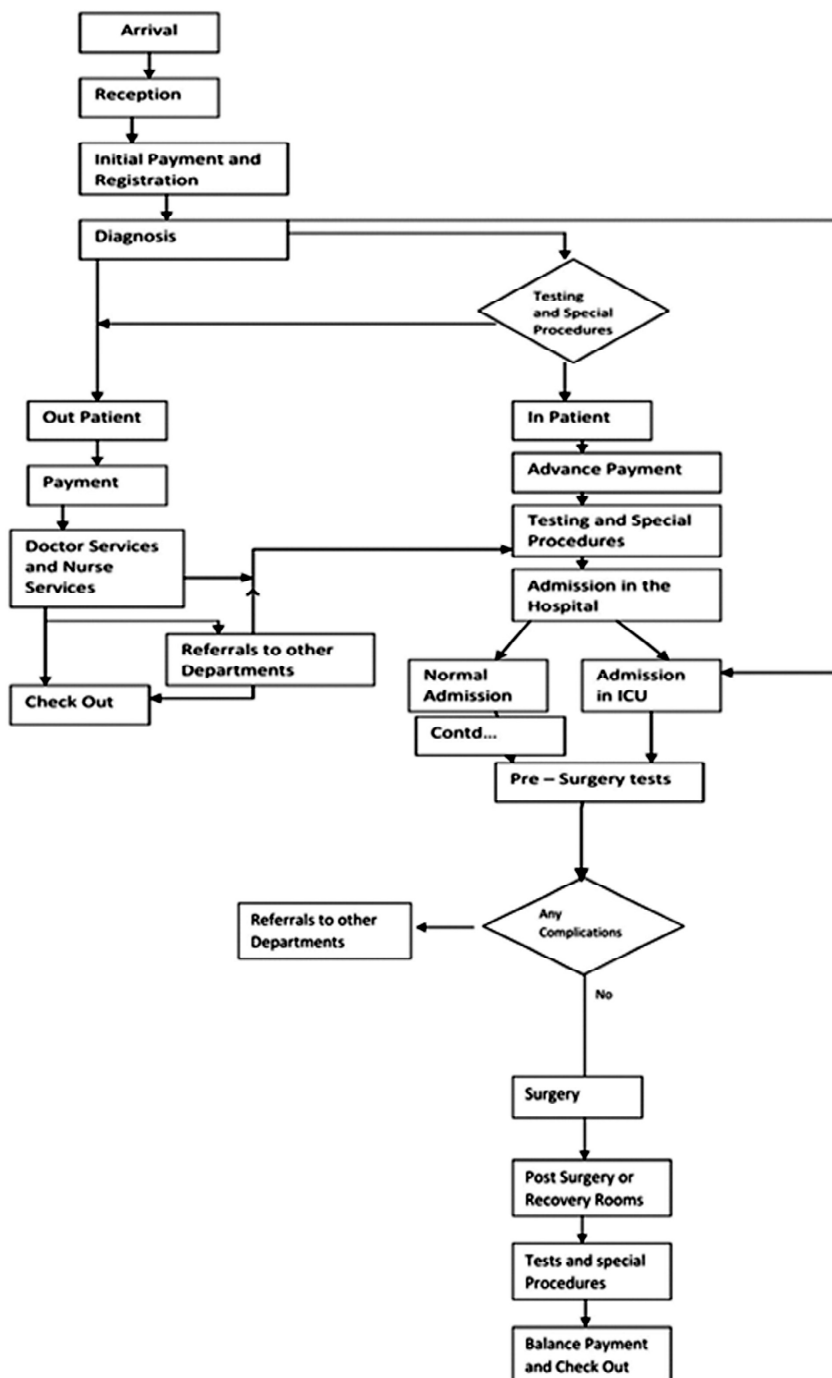 Arrival
Reception
Initial Payment and
Registration
Diagnosis
Testing
and Special
Procedures
Out Patient
In Patient
Payment
Advance Payment
Doctor Services
and Nurse
Services
Testing and Special
Procedures
Admission in the
Hospital
Referrals to other
Departments
Check Out
Normal
Admission
Admission
in ICU
Contd...
Pre – Surgery tests
Any
Complications
Referrals to other
Departments
No
Surgery
Post Surgery or
Recovery Rooms
Tests and special
Procedures
Balance Payment
and Check Out